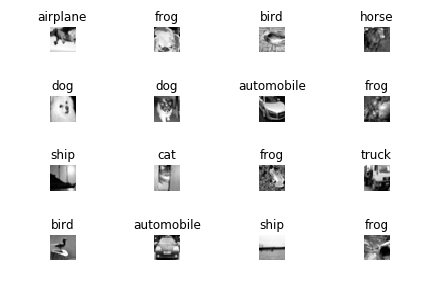 airplane frog bird horse
dog dog automobile frog
ship cat frog truck
bird automobile ship frog